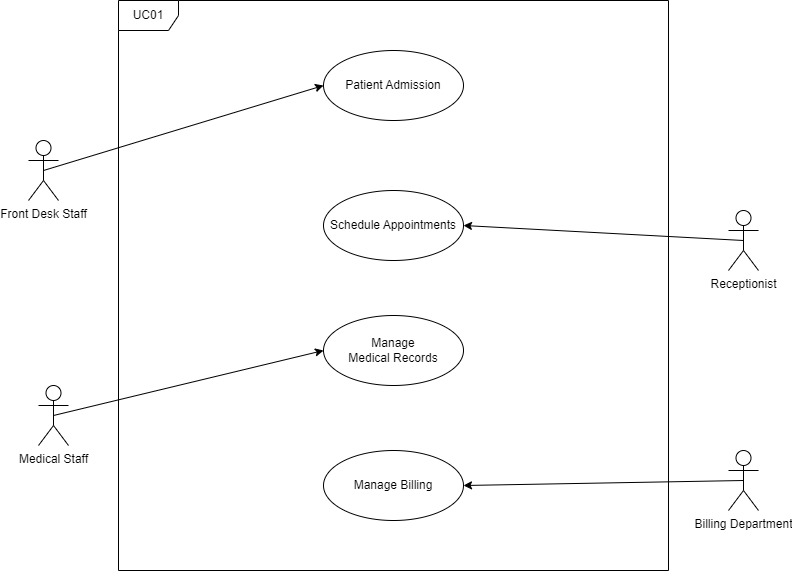 UC01
Patient Admission
Front Desk Staff
Schedule Appointments
Receptionist
Manage
Medical Records
Medical Staff
Manage Billing
Billing Department